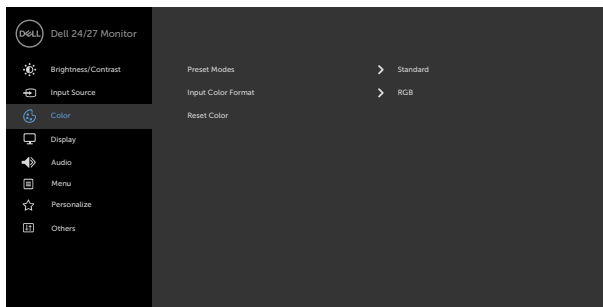 DELL Dell 24/27 Monitor
Brightness/Contrast Preset Modes Standard
Input Source Input Color Format RGB
Color Reset Color
Display
Audio
Menu
Personalize
Others